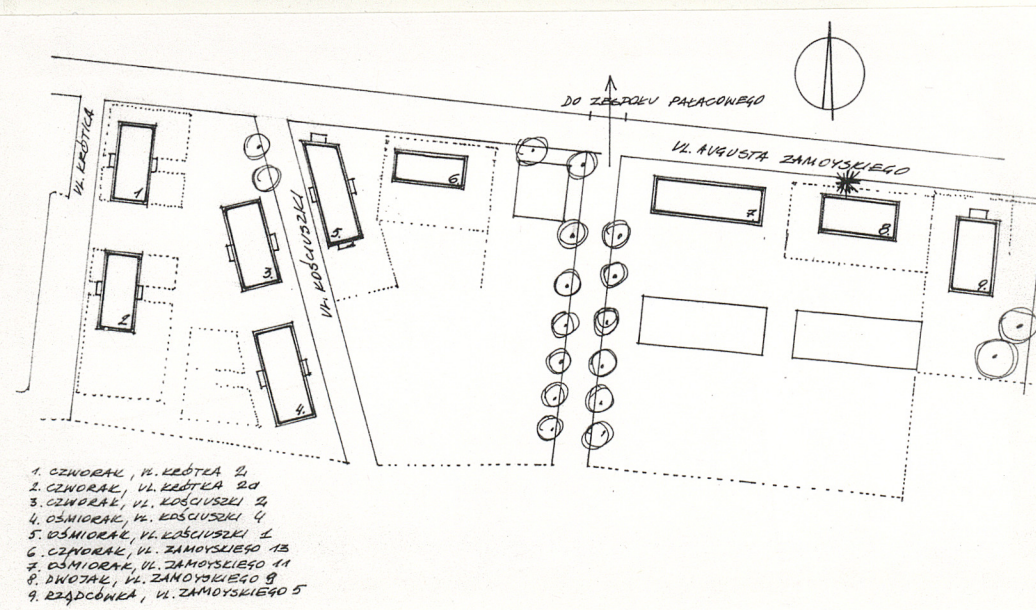 DO ZESPOŁU PAŁACOWEGO
UL. AUGUSTA ZAMOYSKIEGO
UL. KRÓTKA
UL. KOŚCIUSZKI
1.
2.
3.
4.
5.
6.
7.
8.
9.
1. CZWORAK, UL. KRÓTKA 2
2. CZWORAK, UL. KRÓTKA 2a
3. CZWORAK, UL. KOŚCIUSZKI 2
4. OŚMIORAK, UL. KOŚCIUSZKI 4
5. OŚMIORAK, UL. KOŚCIUSZKI 1
6. CZWORAK, UL. ZAMOYSKIEGO 13
7. OŚMIORAK, UL. ZAMOYSKIEGO 11
8. DWOJAK, UL. ZAMOYSKIEGO 9
9. RZĄDCÓWKA, UL. ZAMOYSKIEGO 5